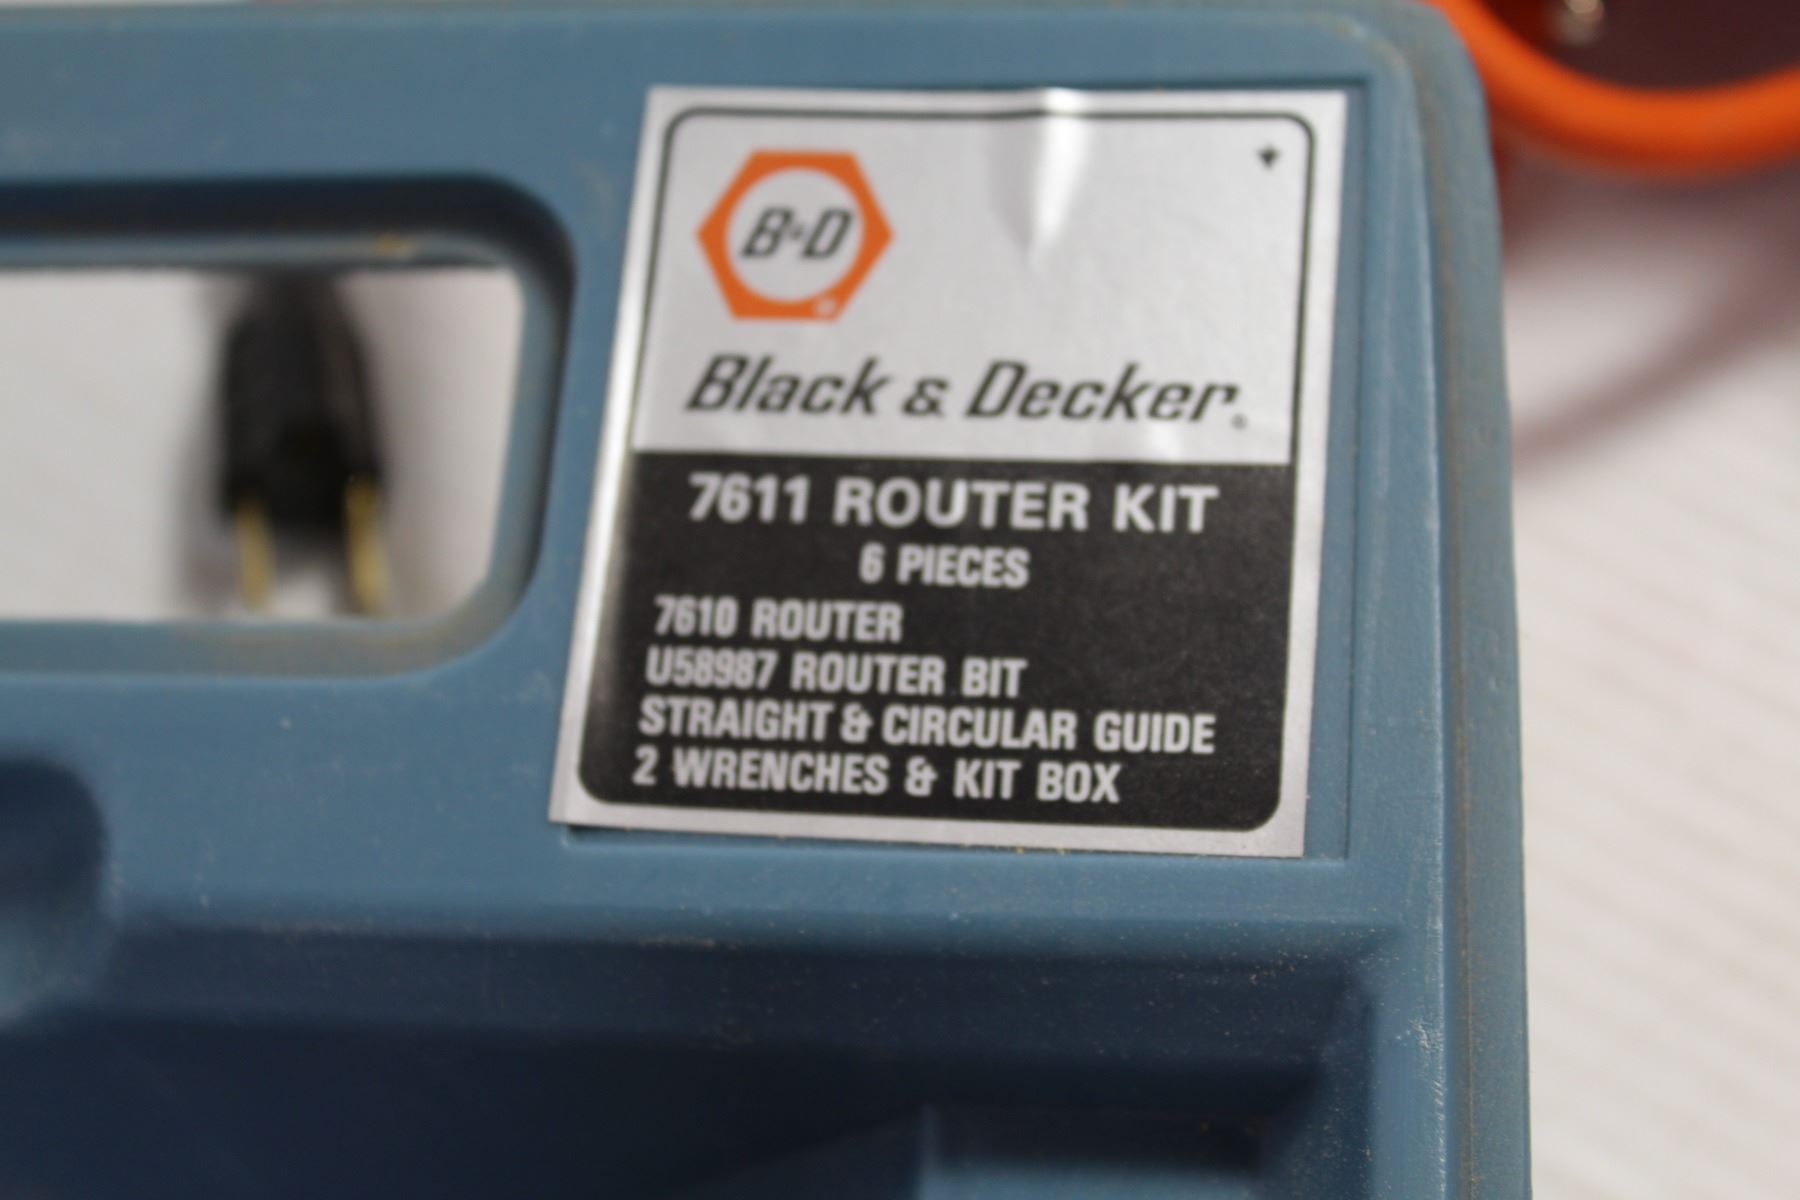 B&D
Black & Decker®
7611 ROUTER KIT
6 PIECES
7610 ROUTER
U58987 ROUTER BIT
STRAIGHT & CIRCULAR GUIDE
2 WRENCHES & KIT BOX